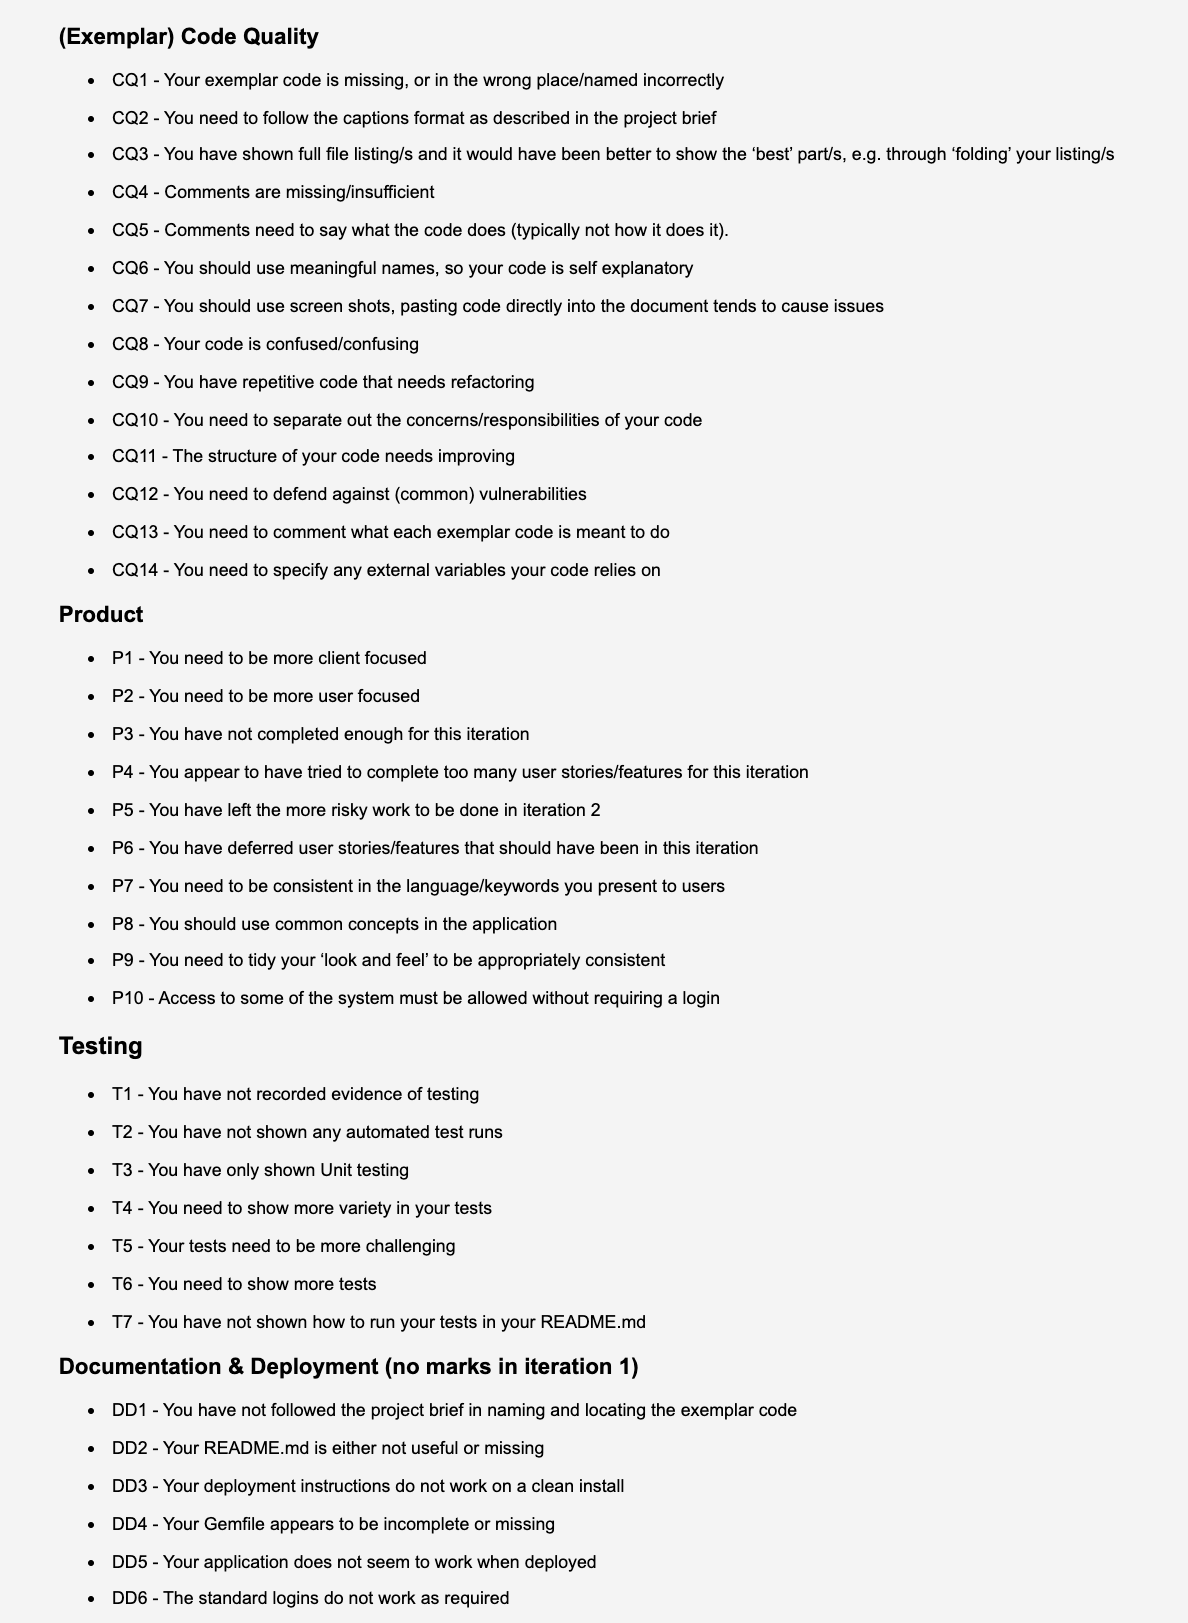 (Exemplar) Code Quality
• CQ1 - Your exemplar code is missing, or in the wrong place/named incorrectly
• CQ2 - You need to follow the captions format as described in the project brief
• CQ3 - You have shown full file listing/s and it would have been better to show the ‘best’ part/s, e.g. through ‘folding’ your listing/s
• CQ4 - Comments are missing/insufficient
• CQ5 - Comments need to say what the code does (typically not how it does it).
• CQ6 - You should use meaningful names, so your code is self explanatory
• CQ7 - You should use screen shots, pasting code directly into the document tends to cause issues
• CQ8 - Your code is confused/confusing
• CQ9 - You have repetitive code that needs refactoring
• CQ10 - You need to separate out the concerns/responsibilities of your code
• CQ11 - The structure of your code needs improving
• CQ12 - You need to defend against (common) vulnerabilities
• CQ13 - You need to comment what each exemplar code is meant to do
• CQ14 - You need to specify any external variables your code relies on
Product
• P1 - You need to be more client focused
• P2 - You need to be more user focused
• P3 - You have not completed enough for this iteration
• P4 - You appear to have tried to complete too many user stories/features for this iteration
• P5 - You have left the more risky work to be done in iteration 2
• P6 - You have deferred user stories/features that should have been in this iteration
• P7 - You need to be consistent in the language/keywords you present to users
• P8 - You should use common concepts in the application
• P9 - You need to tidy your ‘look and feel’ to be appropriately consistent
• P10 - Access to some of the system must be allowed without requiring a login
Testing
• T1 - You have not recorded evidence of testing
• T2 - You have not shown any automated test runs
• T3 - You have only shown Unit testing
• T4 - You need to show more variety in your tests
• T5 - Your tests need to be more challenging
• T6 - You need to show more tests
• T7 - You have not shown how to run your tests in your README.md
Documentation & Deployment (no marks in iteration 1)
• DD1 - You have not followed the project brief in naming and locating the exemplar code
• DD2 - Your README.md is either not useful or missing
• DD3 - Your deployment instructions do not work on a clean install
• DD4 - Your Gemfile appears to be incomplete or missing
• DD5 - Your application does not seem to work when deployed
• DD6 - The standard logins do not work as required